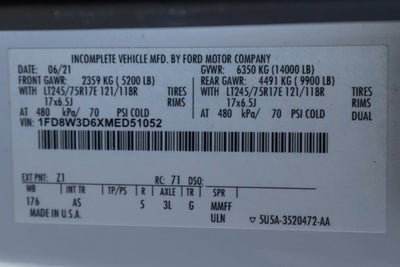 INCOMPLETE VEHICLE MFD. BY FORD MOTOR COMPANY
DATE: 06/21 GVWR: 6350 KG (14000 LB)
FRONT GAWR: 2359 KG ( 5200 LB) REAR GAWR: 4491 KG ( 9900 LB)
WITH LT245/75R17E 121/118R TIRES WITH LT245/75R17E 121/118R TIRES
17x6.5J RIMS 17x6.5J RIMS
AT 480 kPa/ 70 PSI COLD AT 480 kPa/ 70 PSI COLD DUAL
VIN: 1FD8W3D6XMED51052
EXT PNT: Z1 RC: 71 DSO:
WB INT TR TP/PS R AXLE TR SPR
176 AS 5 3L G MMFF
MADE IN U.S.A. ULN 5U5A-3520472-AA